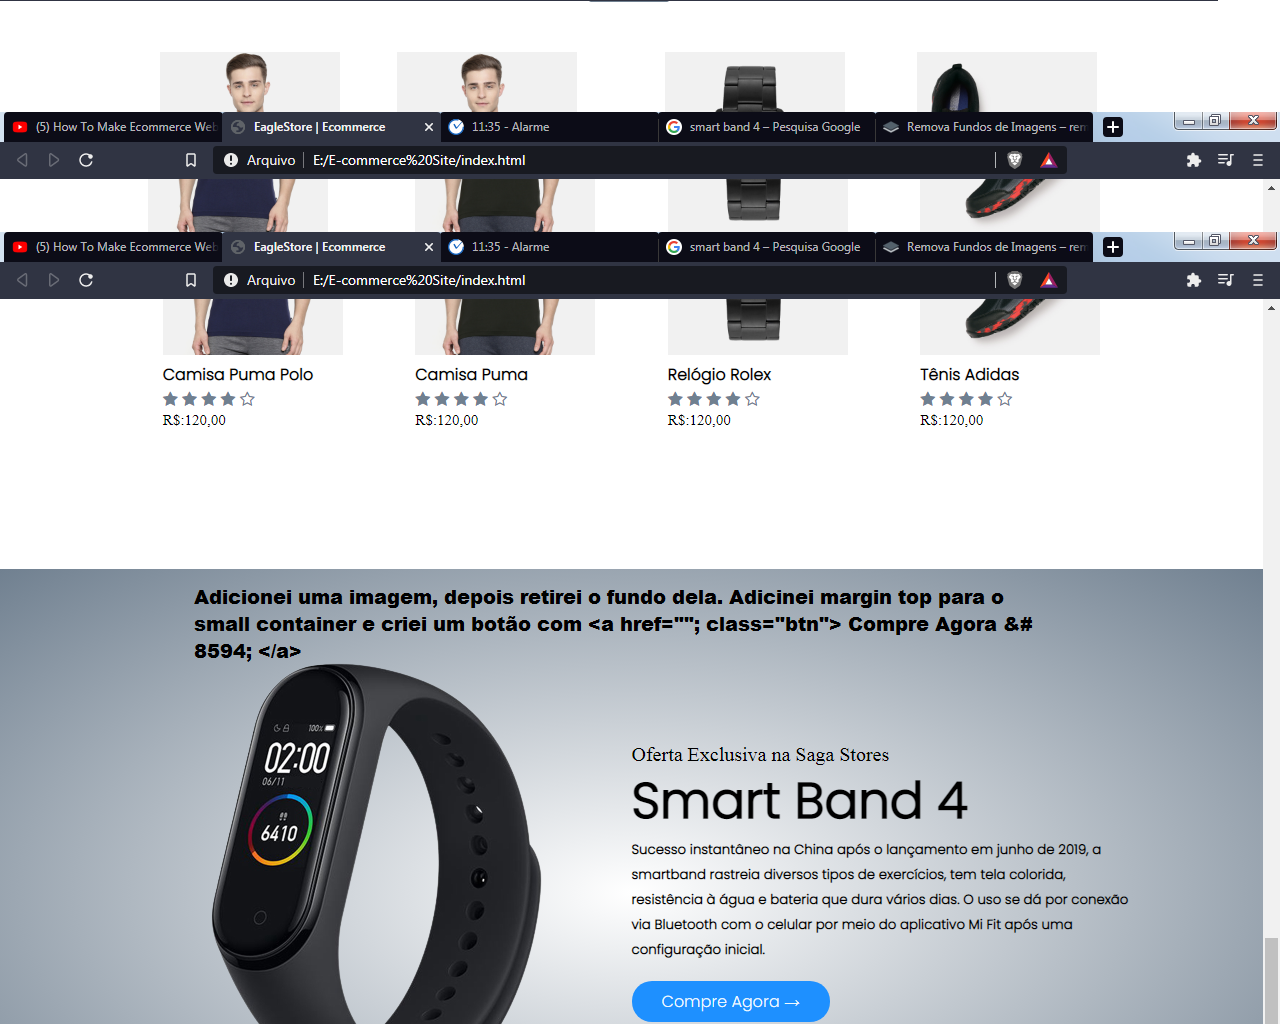 (5) How To Make Ecommerce Web
EagleStore | Ecommerce
11:35 - Alarme
smart band 4 – Pesquisa Google
Remova Fundos de Imagens – rem
Arquivo
E:/E-commerce%20Site/index.html
(5) How To Make Ecommerce Web
EagleStore | Ecommerce
11:35 - Alarme
smart band 4 – Pesquisa Google
Remova Fundos de Imagens – rem
Arquivo
E:/E-commerce%20Site/index.html
Camisa Puma Polo
R$:120,00
Camisa Puma
R$:120,00
Relógio Rolex
R$:120,00
Tênis Adidas
R$:120,00
Adicionei uma imagem, depois retirei o fundo dela. Adicinei margin top para o
small container e criei um botão com <a href=""; class="btn"> Compre Agora &#
8594; </a>
100%
02:00
06/11
6410
Oferta Exclusiva na Saga Stores
Smart Band 4
Sucesso instantâneo na China após o lançamento em junho de 2019, a
smartband rastreia diversos tipos de exercícios, tem tela colorida,
resistência à água e bateria que dura vários dias. O uso se dá por conexão
via Bluetooth com o celular por meio do aplicativo Mi Fit após uma
configuração inicial.
Compre Agora →